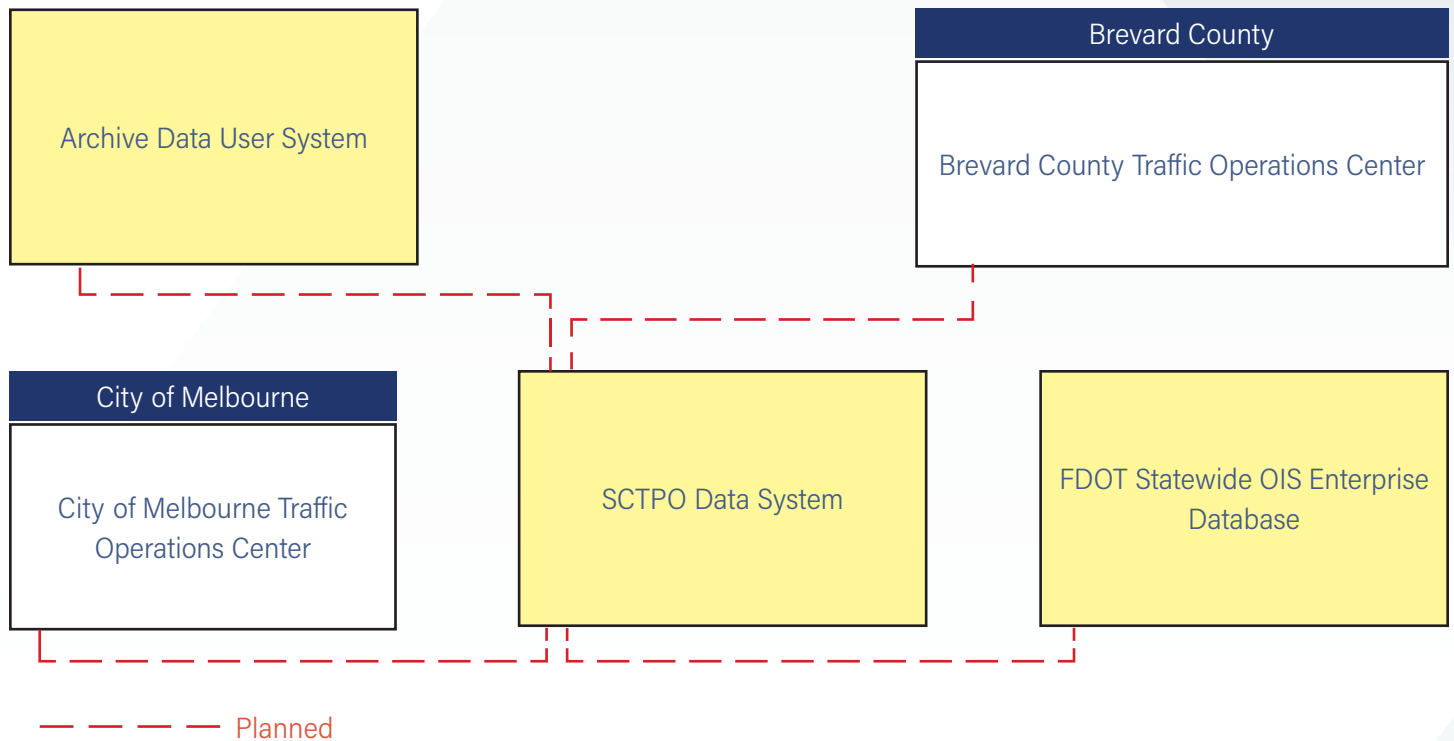 Archive Data User System
Brevard County
Brevard County Traffic Operations Center
City of Melbourne
City of Melbourne Traffic
Operations Center
SCTPO Data System
FDOT Statewide OIS Enterprise
Database
Planned